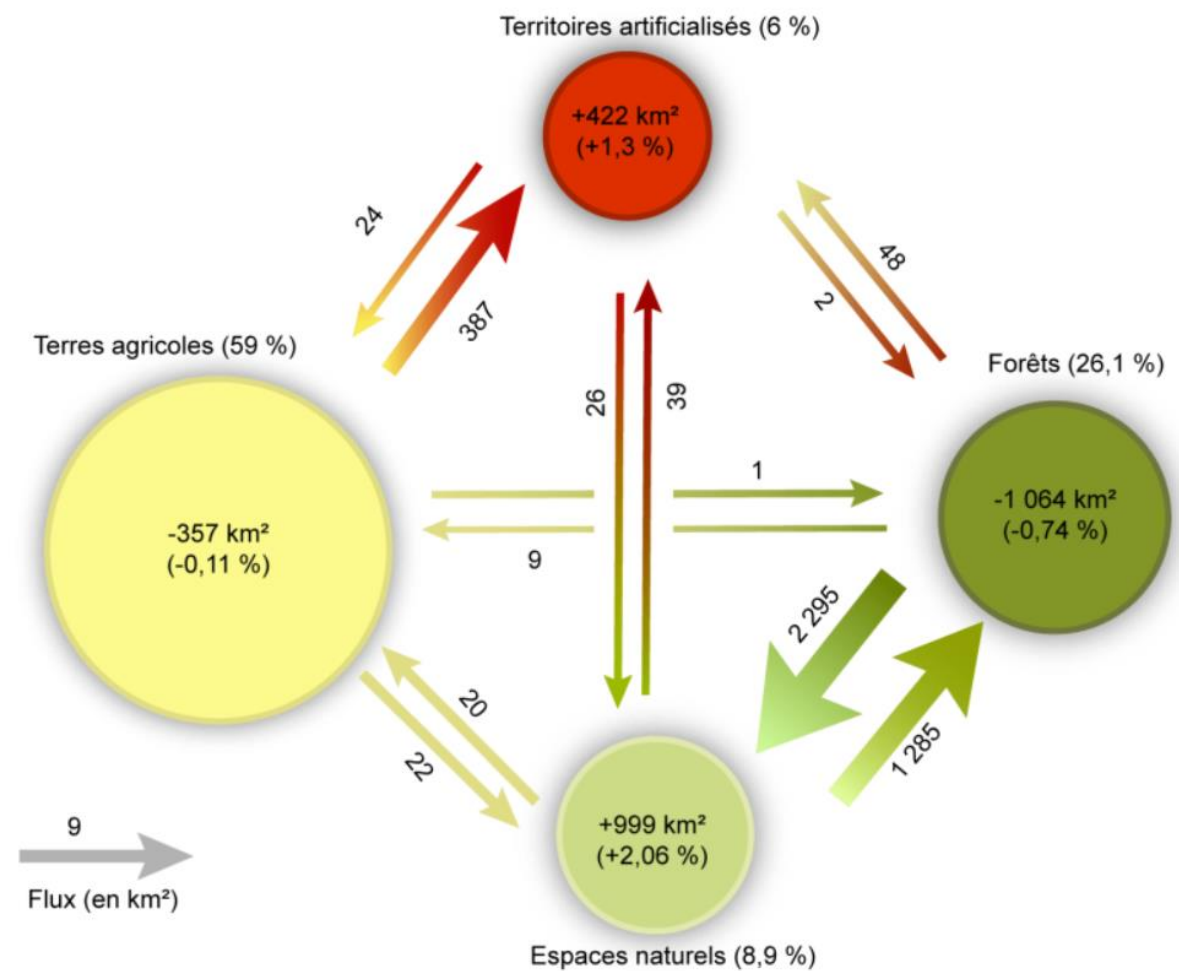 Territoires artificialisés (6 %)
+422 km²
(+1,3 %)
24
387
48
2
Terres agricoles (59 %)
Forêts (26,1 %)
26
39
1
-357 km²
(-0,11 %)
-1 064 km²
(-0,74 %)
9
2 295
1 285
20
22
+999 km²
(+2,06 %)
9
Flux (en km²)
Espaces naturels (8,9 %)